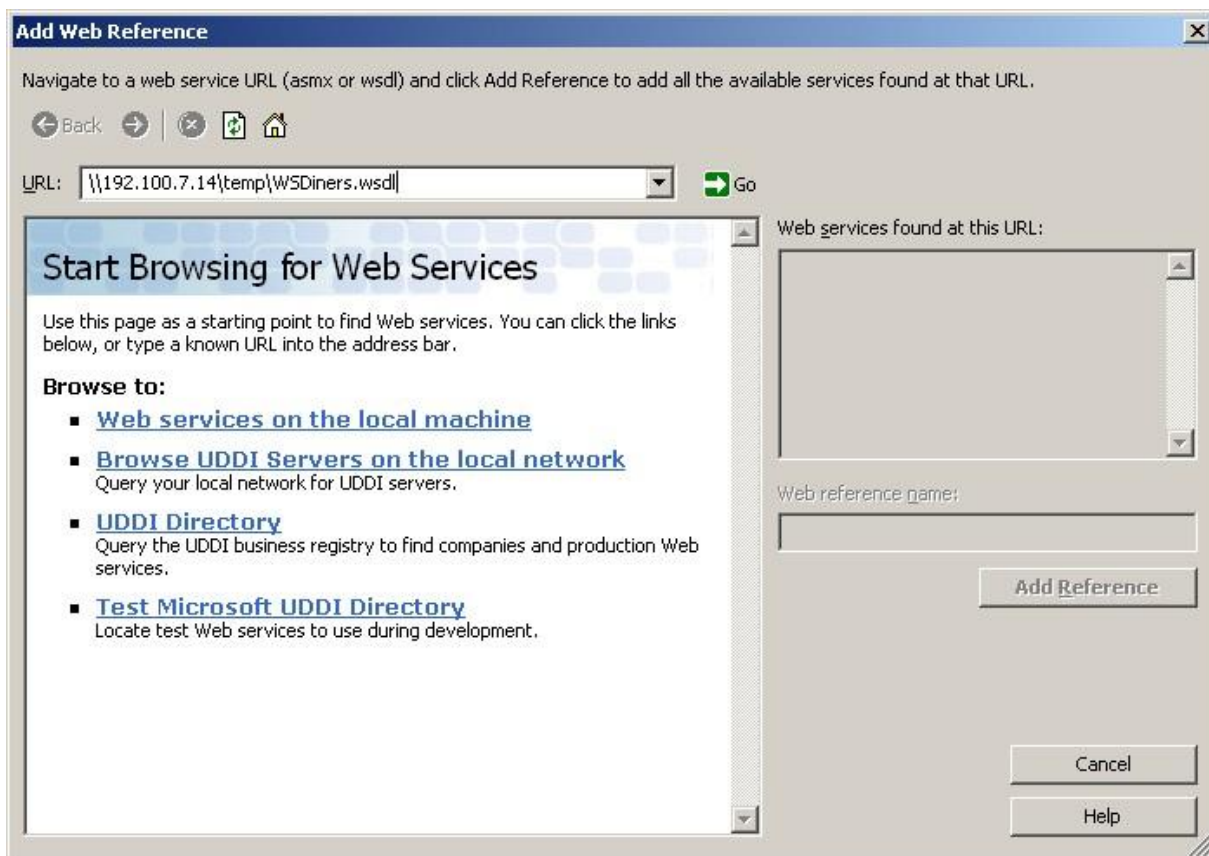 Add Web Reference
Navigate to a web service URL (asmx or wsdl) and click Add Reference to add all the available services found at that URL.
Back
URL: \\192.100.7.14\temp\WSDiners.wsdl Go
Start Browsing for Web Services
Use this page as a starting point to find Web services. You can click the links
below, or type a known URL into the address bar.
Browse to:
Web services on the local machine
Browse UDDI Servers on the local network
Query your local network for UDDI servers.
UDDI Directory
Query the UDDI business registry to find companies and production Web
services.
Test Microsoft UDDI Directory
Locate test Web services to use during development.
Web services found at this URL:
Web reference name:
Add Reference
Cancel
Help